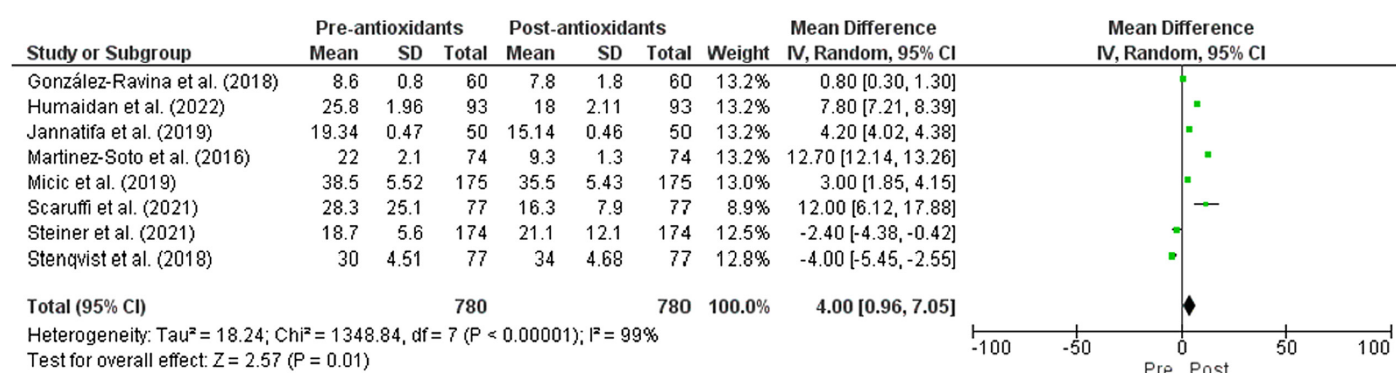 Pre-antioxidants Post-antioxidants Mean Difference Mean Difference
Study or Subgroup Mean SD Total Mean SD Total Weight IV, Random, 95% CI IV, Random, 95% CI
González-Ravina et al. (2018) 8.6 0.8 60 7.8 1.8 60 13.2% 0.80 [0.30, 1.30]
Humaidan et al. (2022) 25.8 1.96 93 18 2.11 93 13.2% 7.80 [7.21, 8.39]
Jannatifa et al. (2019) 19.34 0.47 50 15.14 0.46 50 13.2% 4.20 [4.02, 4.38]
Martinez-Soto et al. (2016) 22 2.1 74 9.3 1.3 74 13.2% 12.70 [12.14, 13.26]
Micic et al. (2019) 38.5 5.52 175 35.5 5.43 175 13.0% 3.00 [1.85, 4.15]
Scaruffi et al. (2021) 28.3 25.1 77 16.3 7.9 77 8.9% 12.00 [6.12, 17.88]
Steiner et al. (2021) 18.7 5.6 174 21.1 12.1 174 12.5% -2.40 [-4.38, -0.42]
Stenqvist et al. (2018) 30 4.51 77 34 4.68 77 12.8% -4.00 [-5.45, -2.55]
Total (95% CI) 780 780 100.0% 4.00 [0.96, 7.05]
Heterogeneity: Tau² = 18.24; Chi² = 1348.84, df = 7 (P < 0.00001); I² = 99%
Test for overall effect: Z = 2.57 (P = 0.01)
-100 -50 0 50 100
Pre Post